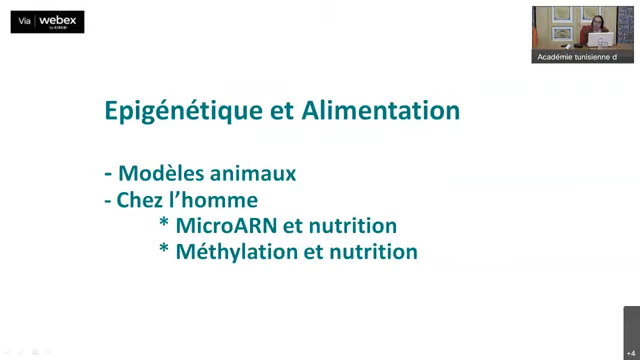 Via webex
by CISCO
Académie tunisienne d
Epigénétique et Alimentation
- Modèles animaux
- Chez l’homme
* MicroARN et nutrition
* Méthylation et nutrition
+4